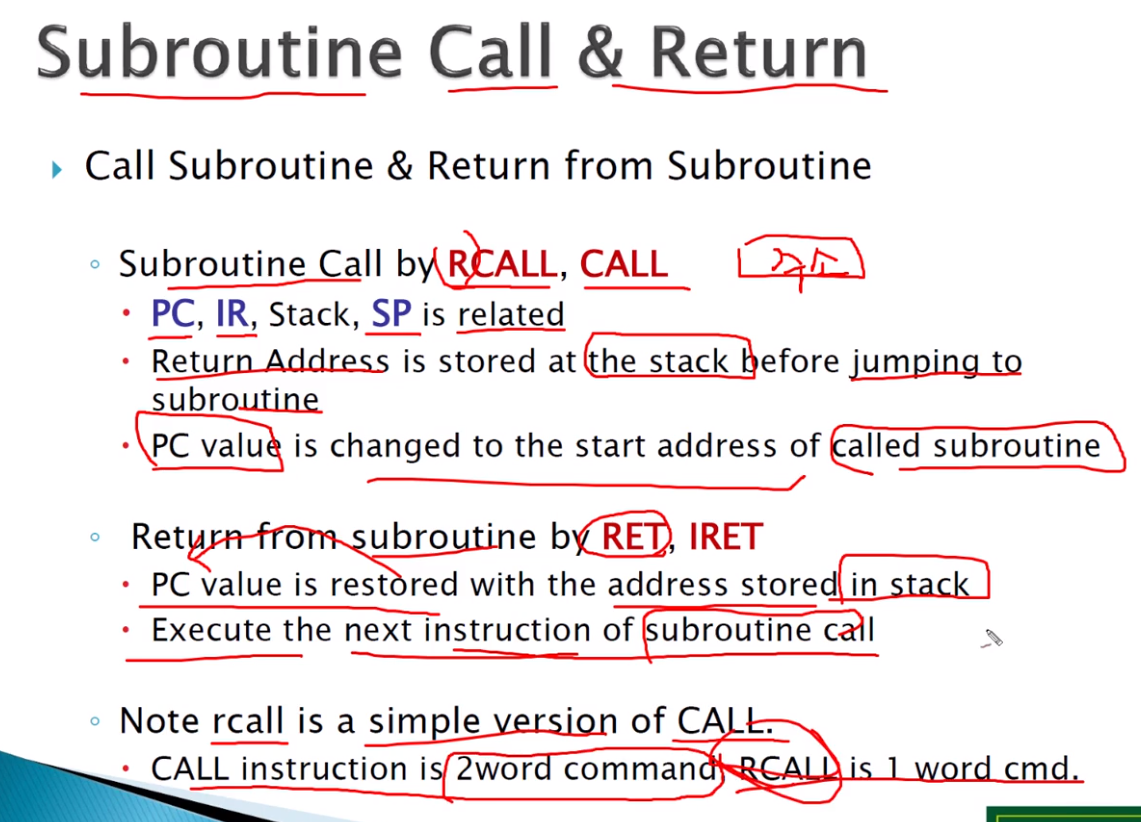 Subroutine Call & Return
Call Subroutine & Return from Subroutine
Subroutine Call by RCALL, CALL
PC, IR, Stack, SP is related
Return Address is stored at the stack before jumping to
subroutine
PC value is changed to the start address of called subroutine
Return from subroutine by RET, IRET
PC value is restored with the address stored in stack
Execute the next instruction of subroutine call
Note rcall is a simple version of CALL.
CALL instruction is 2word command RCALL is 1 word cmd.